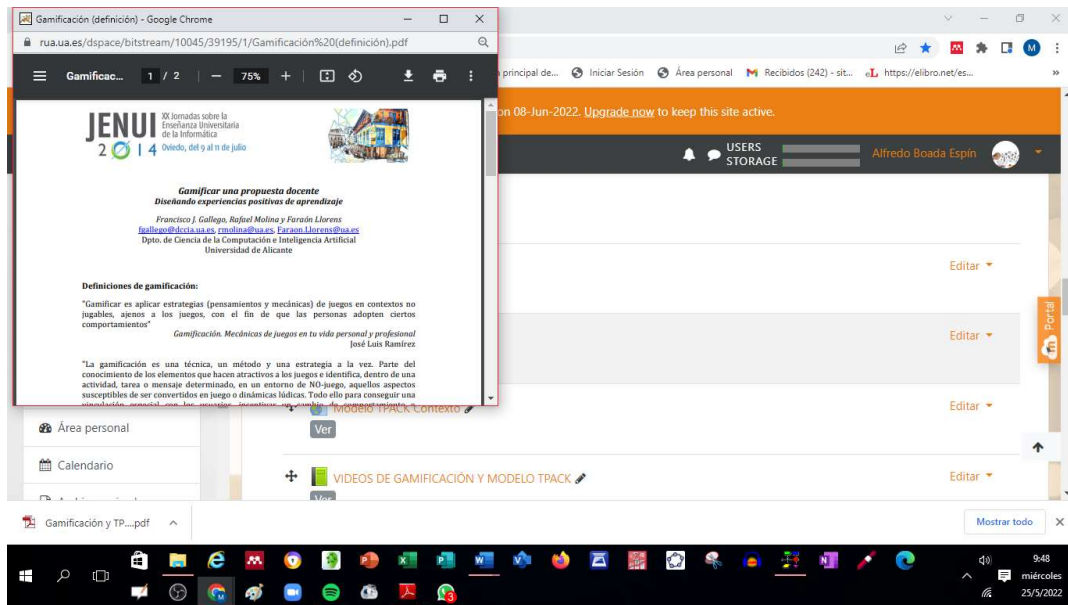 Gamificación (definición) - Google Chrome
rua.ua.es/dspace/bitstream/10045/39195/1/Gamificación%20(definición).pdf
Gamificac...
1 / 2
75%
JENUI
2014
XX Jornadas sobre la
Enseñanza Universitaria
de la Informática
Oviedo, del 9 al 11 de julio
Gamificar una propuesta docente
Diseñando experiencias positivas de aprendizaje
Francisco J. Gallego, Rafael Molina y Faraón Llorens
fgallego@dccia.ua.es, rmolina@ua.es, Faraon.Llorens@ua.es
Dpto. de Ciencia de la Computación e Inteligencia Artificial
Universidad de Alicante
Definiciones de gamificación:
"Gamificar es aplicar estrategias (pensamientos y mecánicas) de juegos en contextos no
jugables, ajenos a los juegos, con el fin de que las personas adopten ciertos
comportamientos"
Gamificación. Mecánicas de juegos en tu vida personal y profesional
José Luis Ramírez
"La gamificación es una técnica, un método y una estrategia a la vez. Parte del
conocimiento de los elementos que hacen atractivos a los juegos e identifica, dentro de una
actividad, tarea o mensaje determinado, en un entorno de NO-juego, aquellos aspectos
susceptibles de ser convertidos en juego o dinámicas lúdicas. Todo ello para conseguir una
M
principal de...
Iniciar Sesión
Área personal
Recibidos (242) - sit...
eL https://elibro.net/es...
»
on 08-Jun-2022. Upgrade now to keep this site active.
USERS
STORAGE
Alfredo Boada Espín
Editar
Editar
Portal
Modelo TPACK Contexto
Editar
Ver
Área personal
Calendario
VIDEOS DE GAMIFICACIÓN Y MODELO TPACK
Editar
Ver
Gamificación y TP....pdf
Mostrar todo
9:48
miércoles
25/5/2022
3